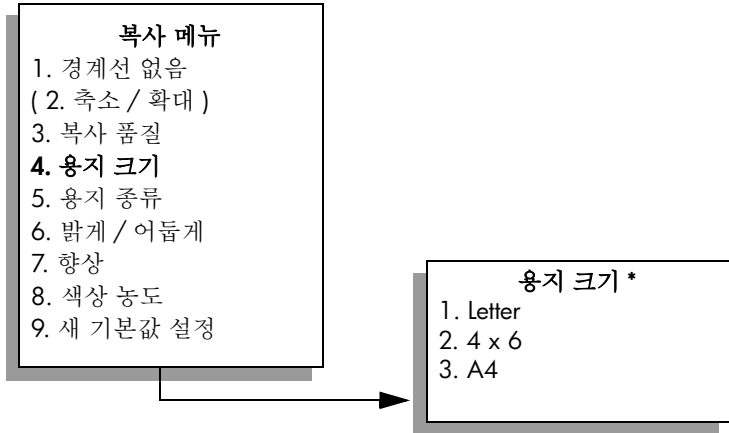 복사 메뉴
1. 경계선 없음
( 2. 축소 / 확대 )
3. 복사 품질
4. 용지 크기
5. 용지 종류
6. 밝게 / 어둡게
7. 향상
8. 색상 농도
9. 새 기본값 설정
용지 크기 *
1. Letter
2. 4 x 6
3. A4